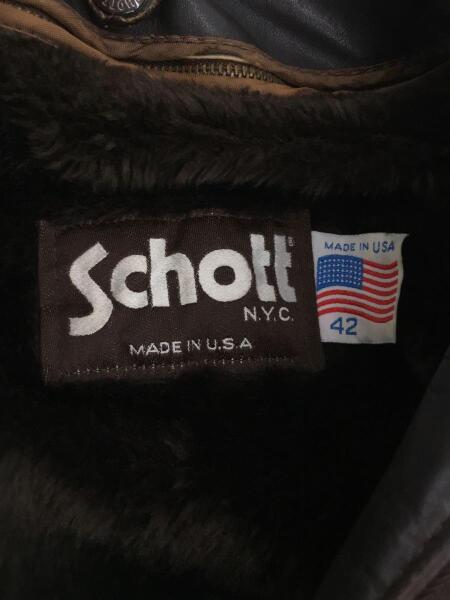 Schott®
N.Y.C.
MADE IN U.S.A
MADE IN USA
42